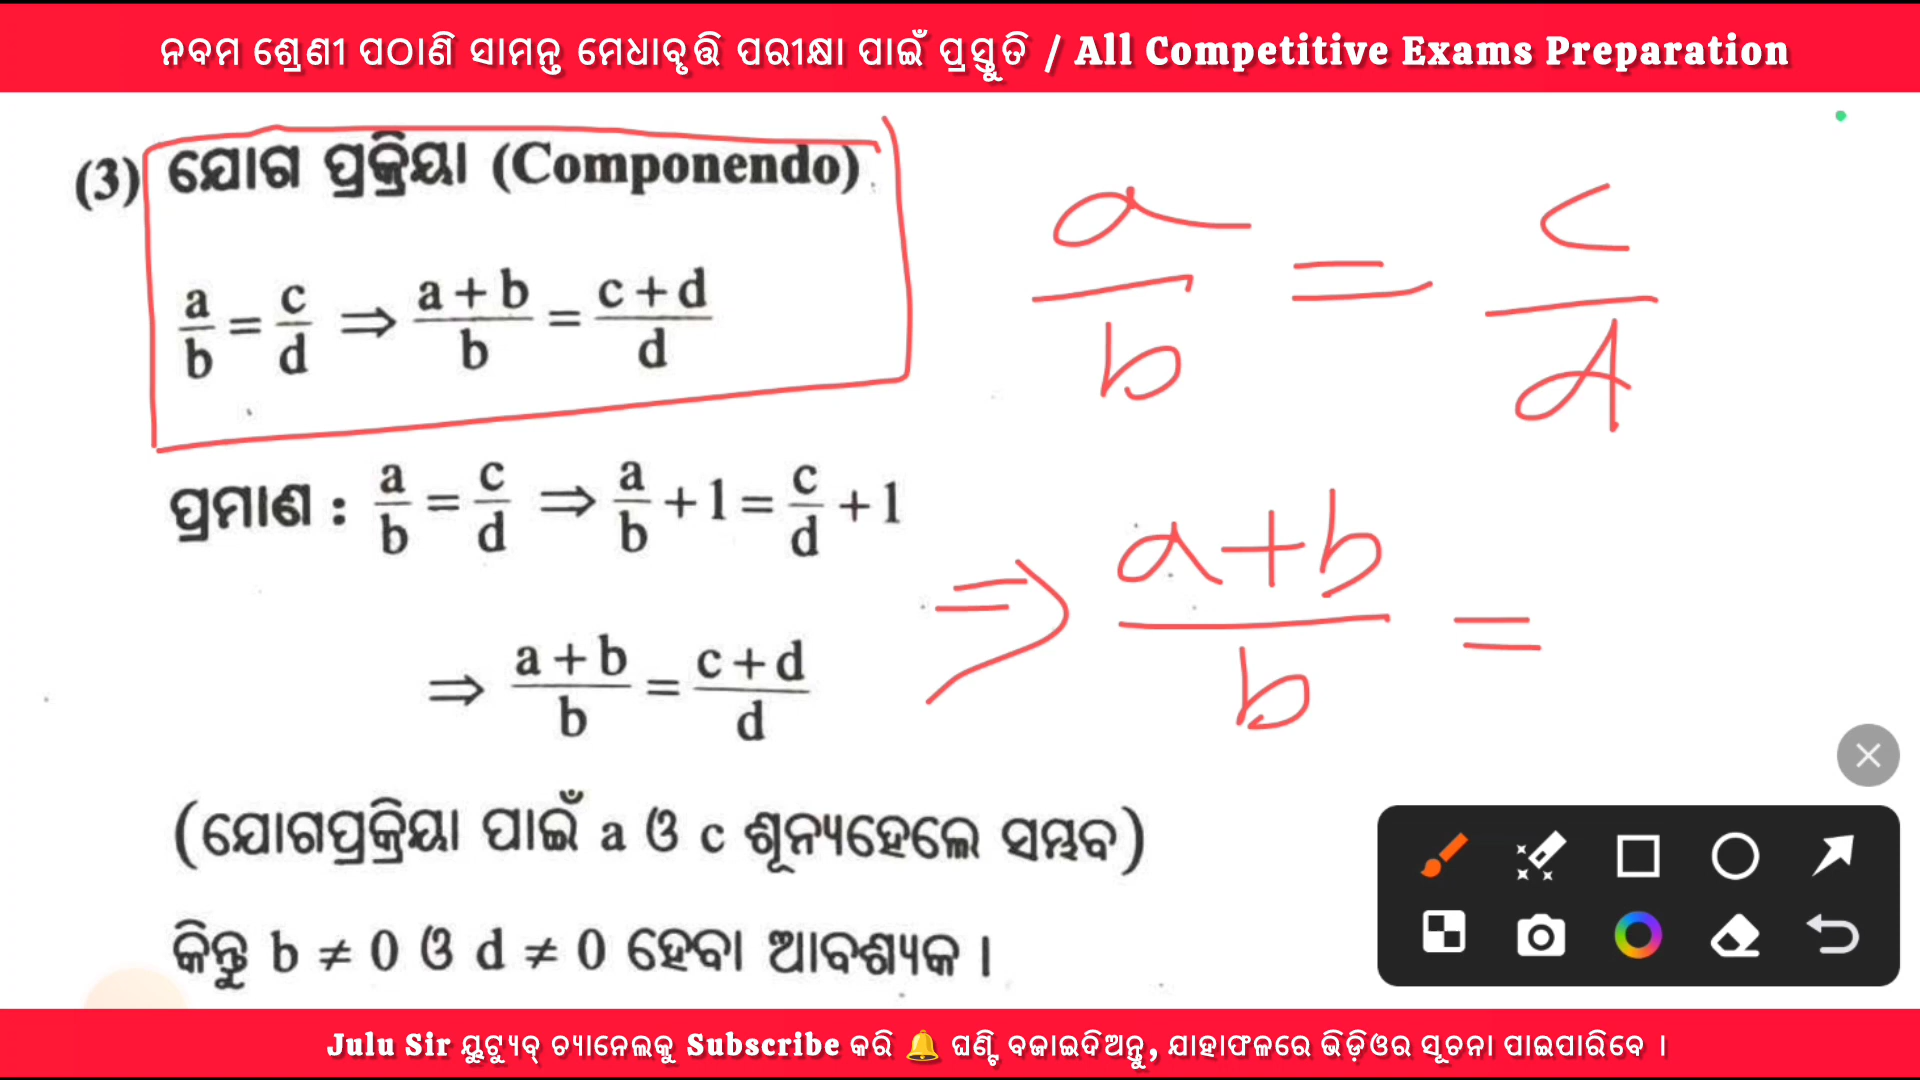 ନବମ ଶ୍ରେଣୀ ପଠାଣି ସାମନ୍ତ ମେଧାବୃତ୍ତି ପରୀକ୍ଷା ପାଇଁ ପ୍ରସ୍ତୁତି / All Competitive Exams Preparation
(3) ଯୋଗ ପ୍ରକ୍ରିୟା (Componendo)
a/b = c/d ⇒ (a + b)/b = (c + d)/d
ପ୍ରମାଣ : a/b = c/d ⇒ a/b + 1 = c/d + 1
⇒ (a + b)/b = (c + d)/d
(ଯୋଗପ୍ରକ୍ରିୟା ପାଇଁ a ଓ c ଶୂନ୍ୟହେଲେ ସମ୍ଭବ)
କିନ୍ତୁ b ≠ 0 ଓ d ≠ 0 ହେବା ଆବଶ୍ୟକ ।
a/b = c/d
⇒ (a+b)/b =
Julu Sir ୟୁଟ୍ୟୁବ୍ ଚ୍ୟାନେଲକୁ Subscribe କରି 🔔 ଘଣ୍ଟି ବଜାଇଦିଅନ୍ତୁ, ଯାହାଫଳରେ ଭିଡ଼ିଓର ସୂଚନା ପାଇପାରିବେ ।